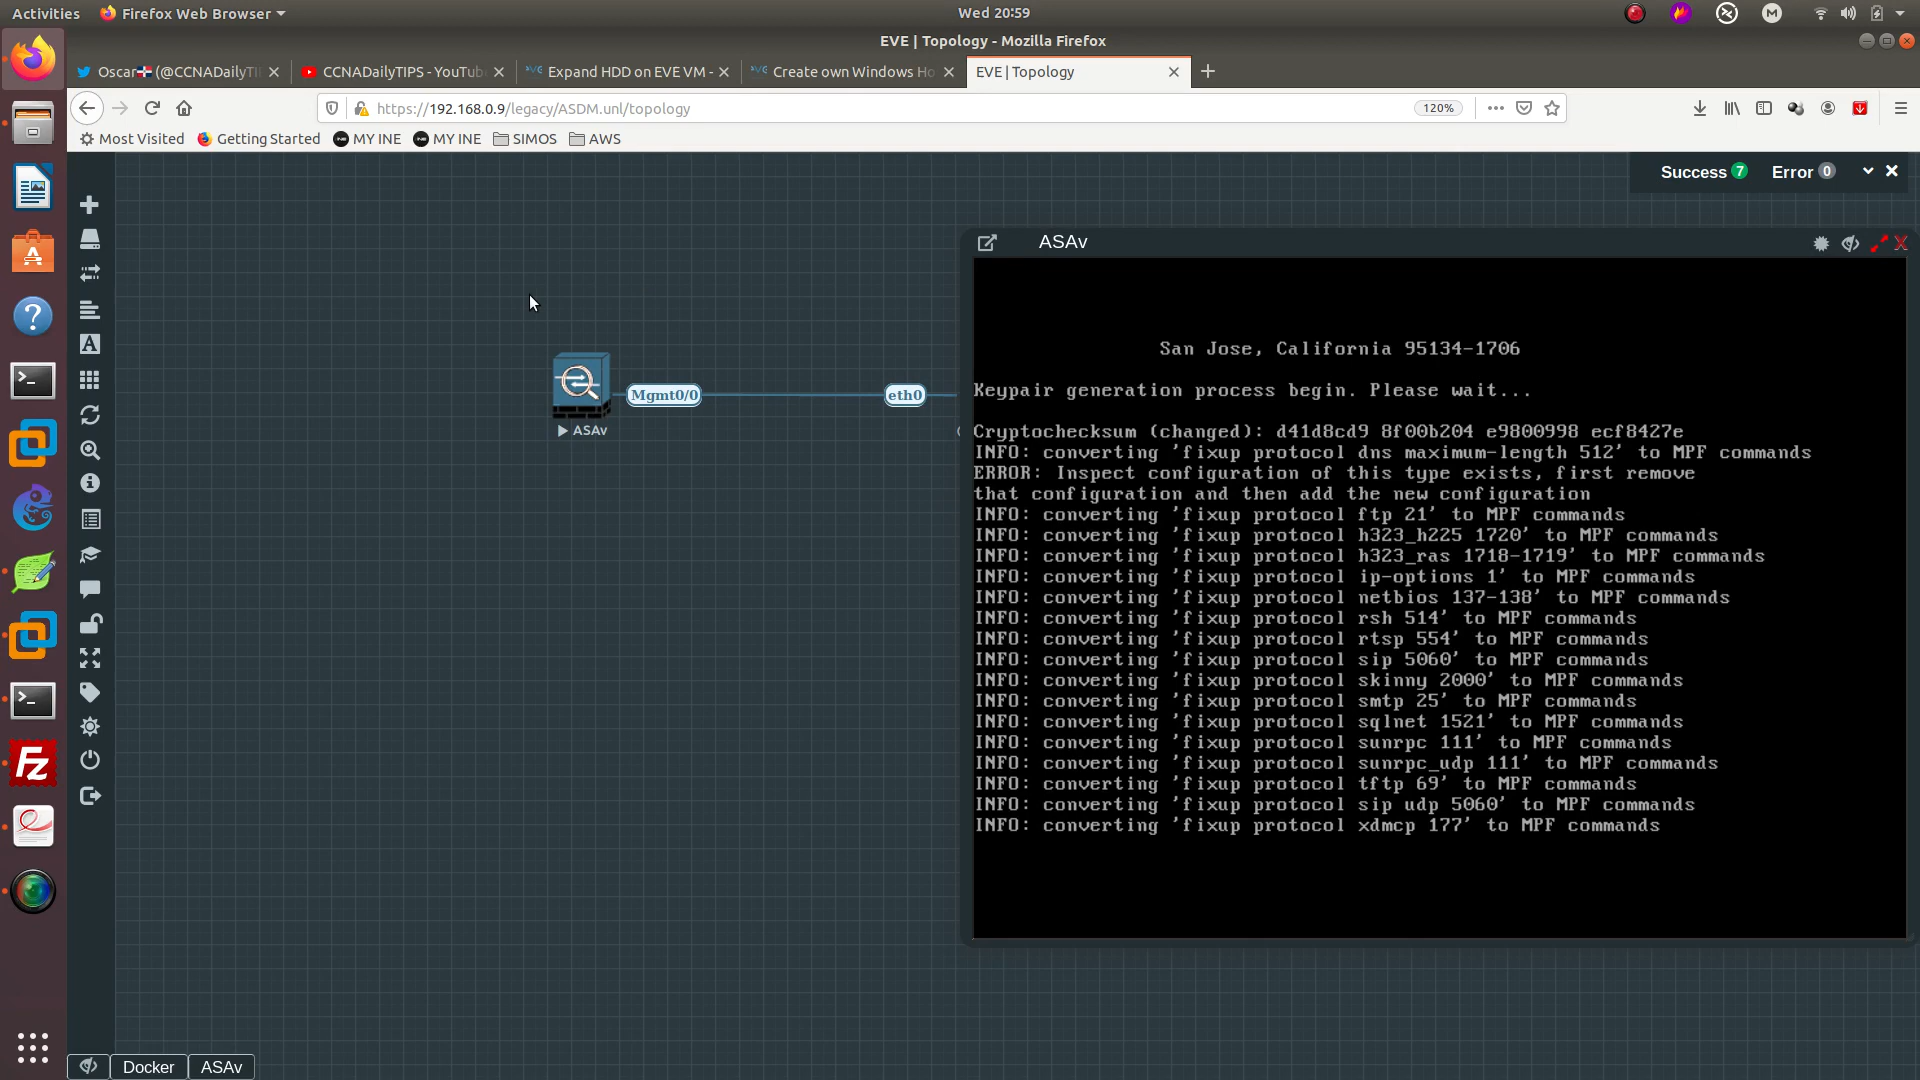 Activities
Firefox Web Browser
Wed 20:59
EVE | Topology - Mozilla Firefox
Oscar (@CCNADailyTI
CCNADailyTIPS - YouTub
Expand HDD on EVE VM -
Create own Windows Ho
EVE | Topology
https://192.168.0.9/legacy/ASDM.unl/topology
120%
Most Visited
Getting Started
MY INE
MY INE
SIMOS
AWS
Success 7
Error 0
ASAv
Mgmt0/0
eth0
ASAv
San Jose, California 95134-1706
Keypair generation process begin. Please wait...
Cryptochecksum (changed): d41d8cd9 8f00b204 e9800998 ecf8427e
INFO: converting 'fixup protocol dns maximum-length 512' to MPF commands
ERROR: Inspect configuration of this type exists, first remove
that configuration and then add the new configuration
INFO: converting 'fixup protocol ftp 21' to MPF commands
INFO: converting 'fixup protocol h323_h225 1720' to MPF commands
INFO: converting 'fixup protocol h323_ras 1718-1719' to MPF commands
INFO: converting 'fixup protocol ip-options 1' to MPF commands
INFO: converting 'fixup protocol netbios 137-138' to MPF commands
INFO: converting 'fixup protocol rsh 514' to MPF commands
INFO: converting 'fixup protocol rtsp 554' to MPF commands
INFO: converting 'fixup protocol sip 5060' to MPF commands
INFO: converting 'fixup protocol skinny 2000' to MPF commands
INFO: converting 'fixup protocol smtp 25' to MPF commands
INFO: converting 'fixup protocol sqlnet 1521' to MPF commands
INFO: converting 'fixup protocol sunrpc 111' to MPF commands
INFO: converting 'fixup protocol sunrpc_udp 111' to MPF commands
INFO: converting 'fixup protocol tftp 69' to MPF commands
INFO: converting 'fixup protocol sip udp 5060' to MPF commands
INFO: converting 'fixup protocol xdmcp 177' to MPF commands
Docker
ASAv